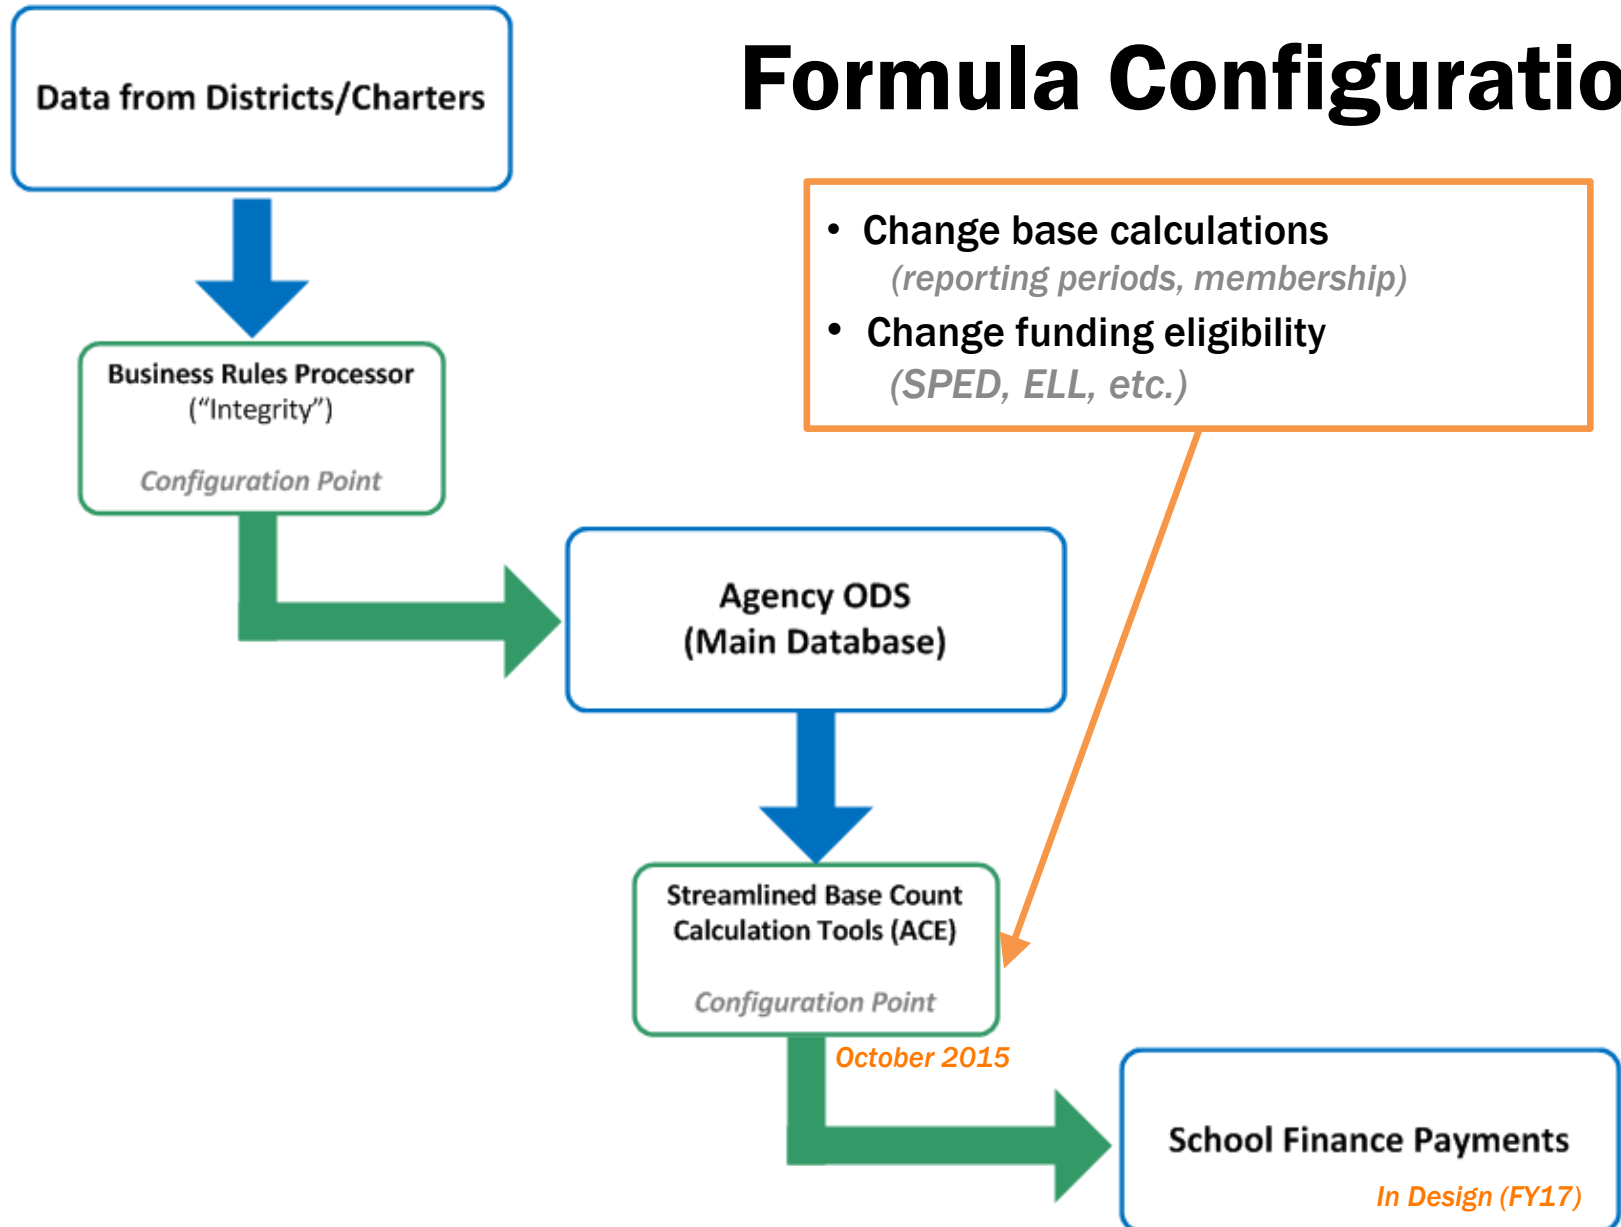 Formula Configuratio
Data from Districts/Charters
• Change base calculations
(reporting periods, membership)
• Change funding eligibility
(SPED, ELL, etc.)
Business Rules Processor
(“Integrity”)
Configuration Point
Agency ODS
(Main Database)
Streamlined Base Count
Calculation Tools (ACE)
Configuration Point
October 2015
School Finance Payments
In Design (FY17)